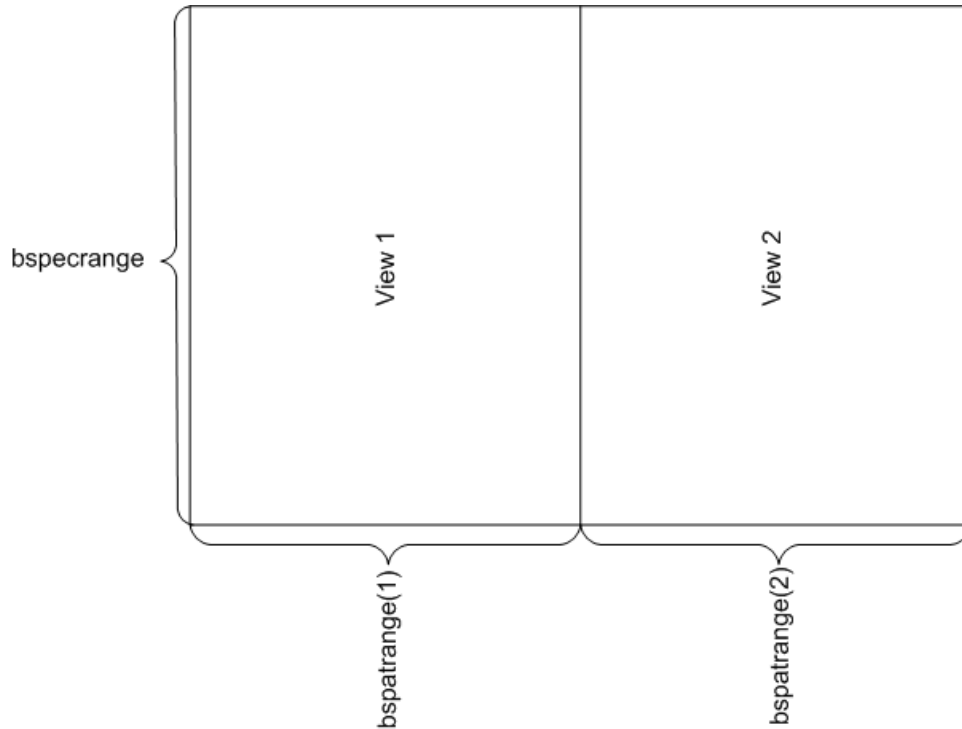 bspecrange
View 1
View 2
bspatrange(1)
bspatrange(2)